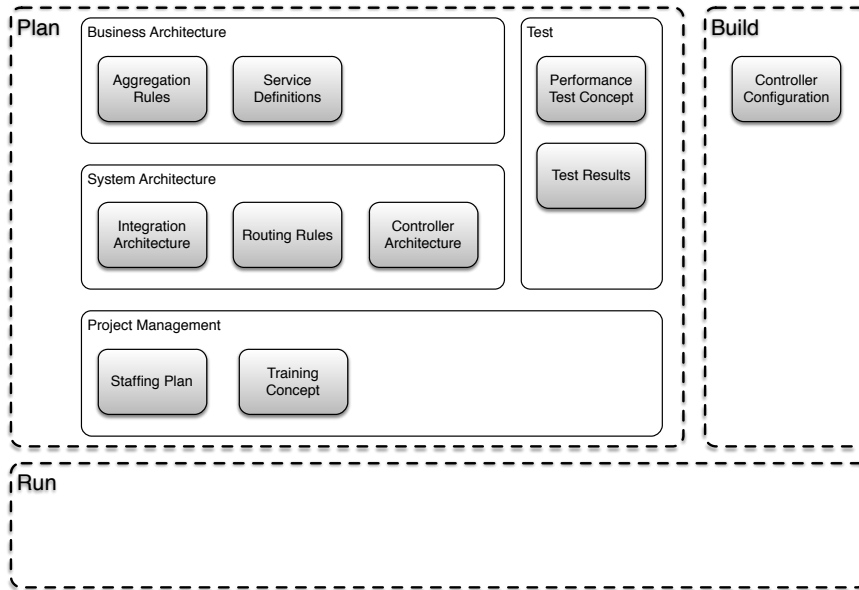 Plan
Business Architecture
Aggregation
Rules
Service
Definitions
Test
Performance
Test Concept
Test Results
System Architecture
Integration
Architecture
Routing Rules
Controller
Architecture
Project Management
Staffing Plan
Training
Concept
Build
Controller
Configuration
Run